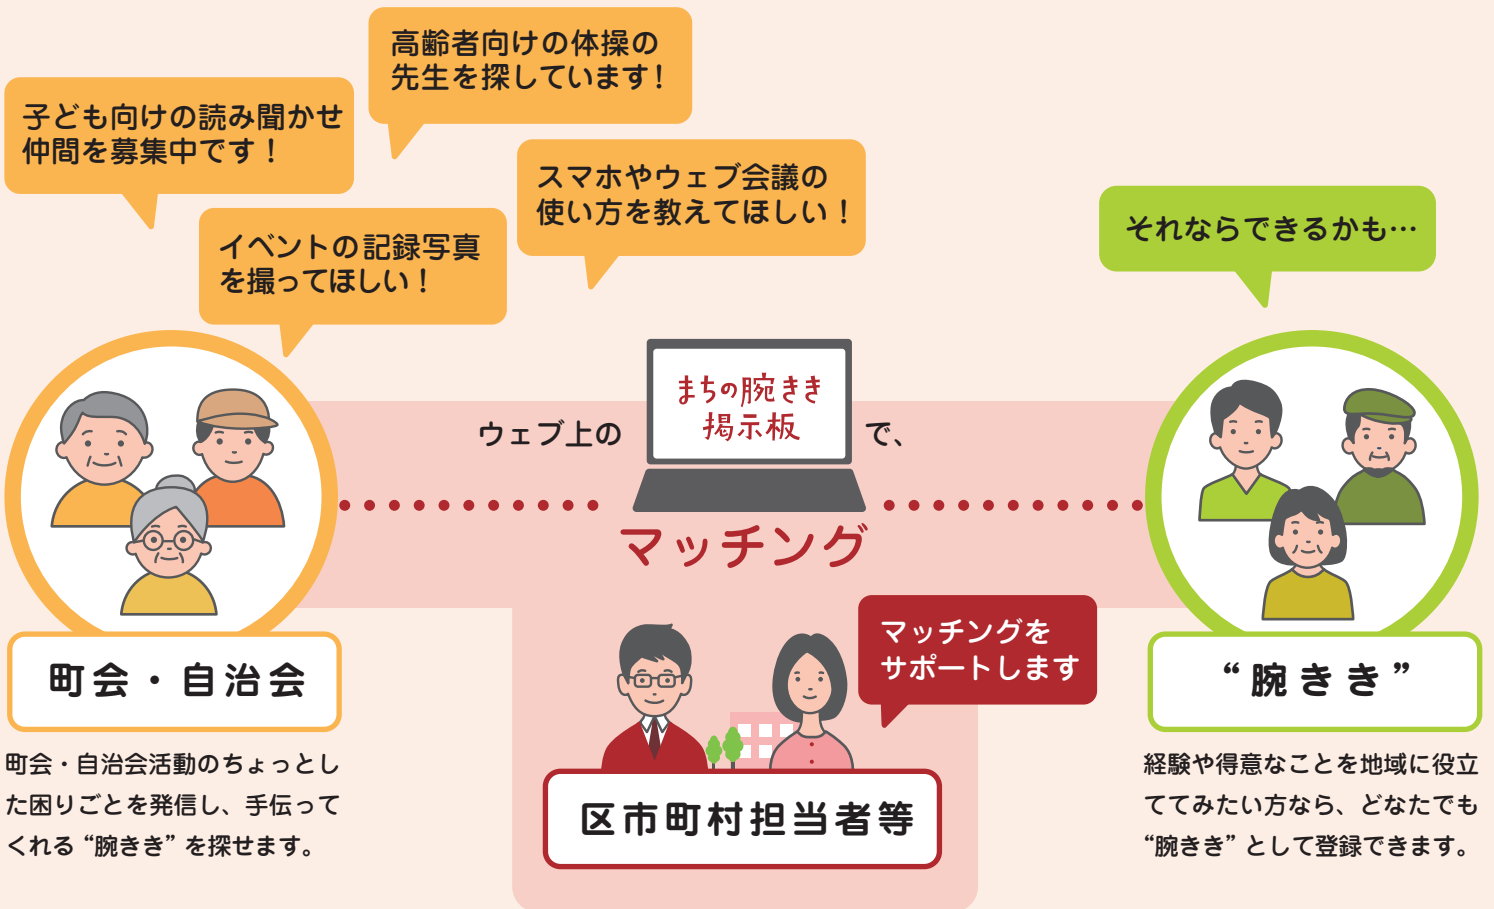 高齢者向けの体操の
先生を探しています！
子ども向けの読み聞かせ
仲間を募集中です！
スマホやウェブ会議の
使い方を教えてほしい！
イベントの記録写真
を撮ってほしい！
それならできるかも…
ウェブ上の
まちの腕きき
掲示板
で、
マッチング
マッチングを
サポートします
町会・自治会
町会・自治会活動のちょっとし
た困りごとを発信し、手伝って
くれる“腕きき”を探せます。
区市町村担当者等
“腕きき”
経験や得意なことを地域に役立
ててみたい方なら、どなたでも
“腕きき”として登録できます。